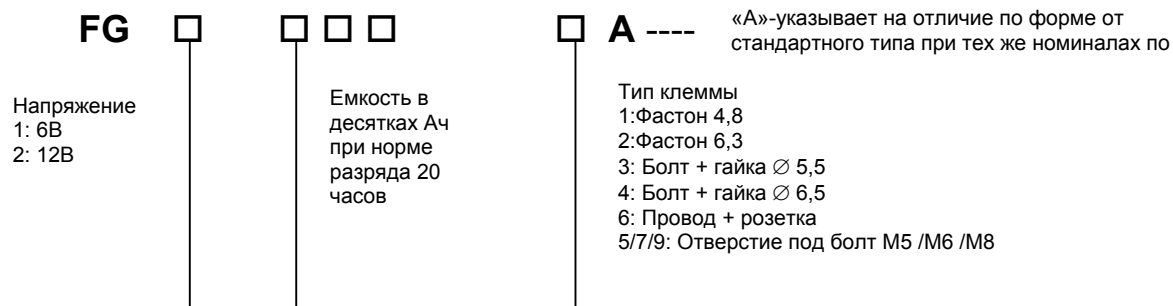 FG □ □ □ □ □ A ----
«А»-указывает на отличие по форме от
стандартного типа при тех же номиналах по
Напряжение
1: 6В
2: 12В
Емкость в
десятках Ач
при норме
разряда 20
часов
Тип клеммы
1:Фастон 4,8
2:Фастон 6,3
3: Болт + гайка ∅ 5,5
4: Болт + гайка ∅ 6,5
6: Провод + розетка
5/7/9: Отверстие под болт М5 /М6 /М8